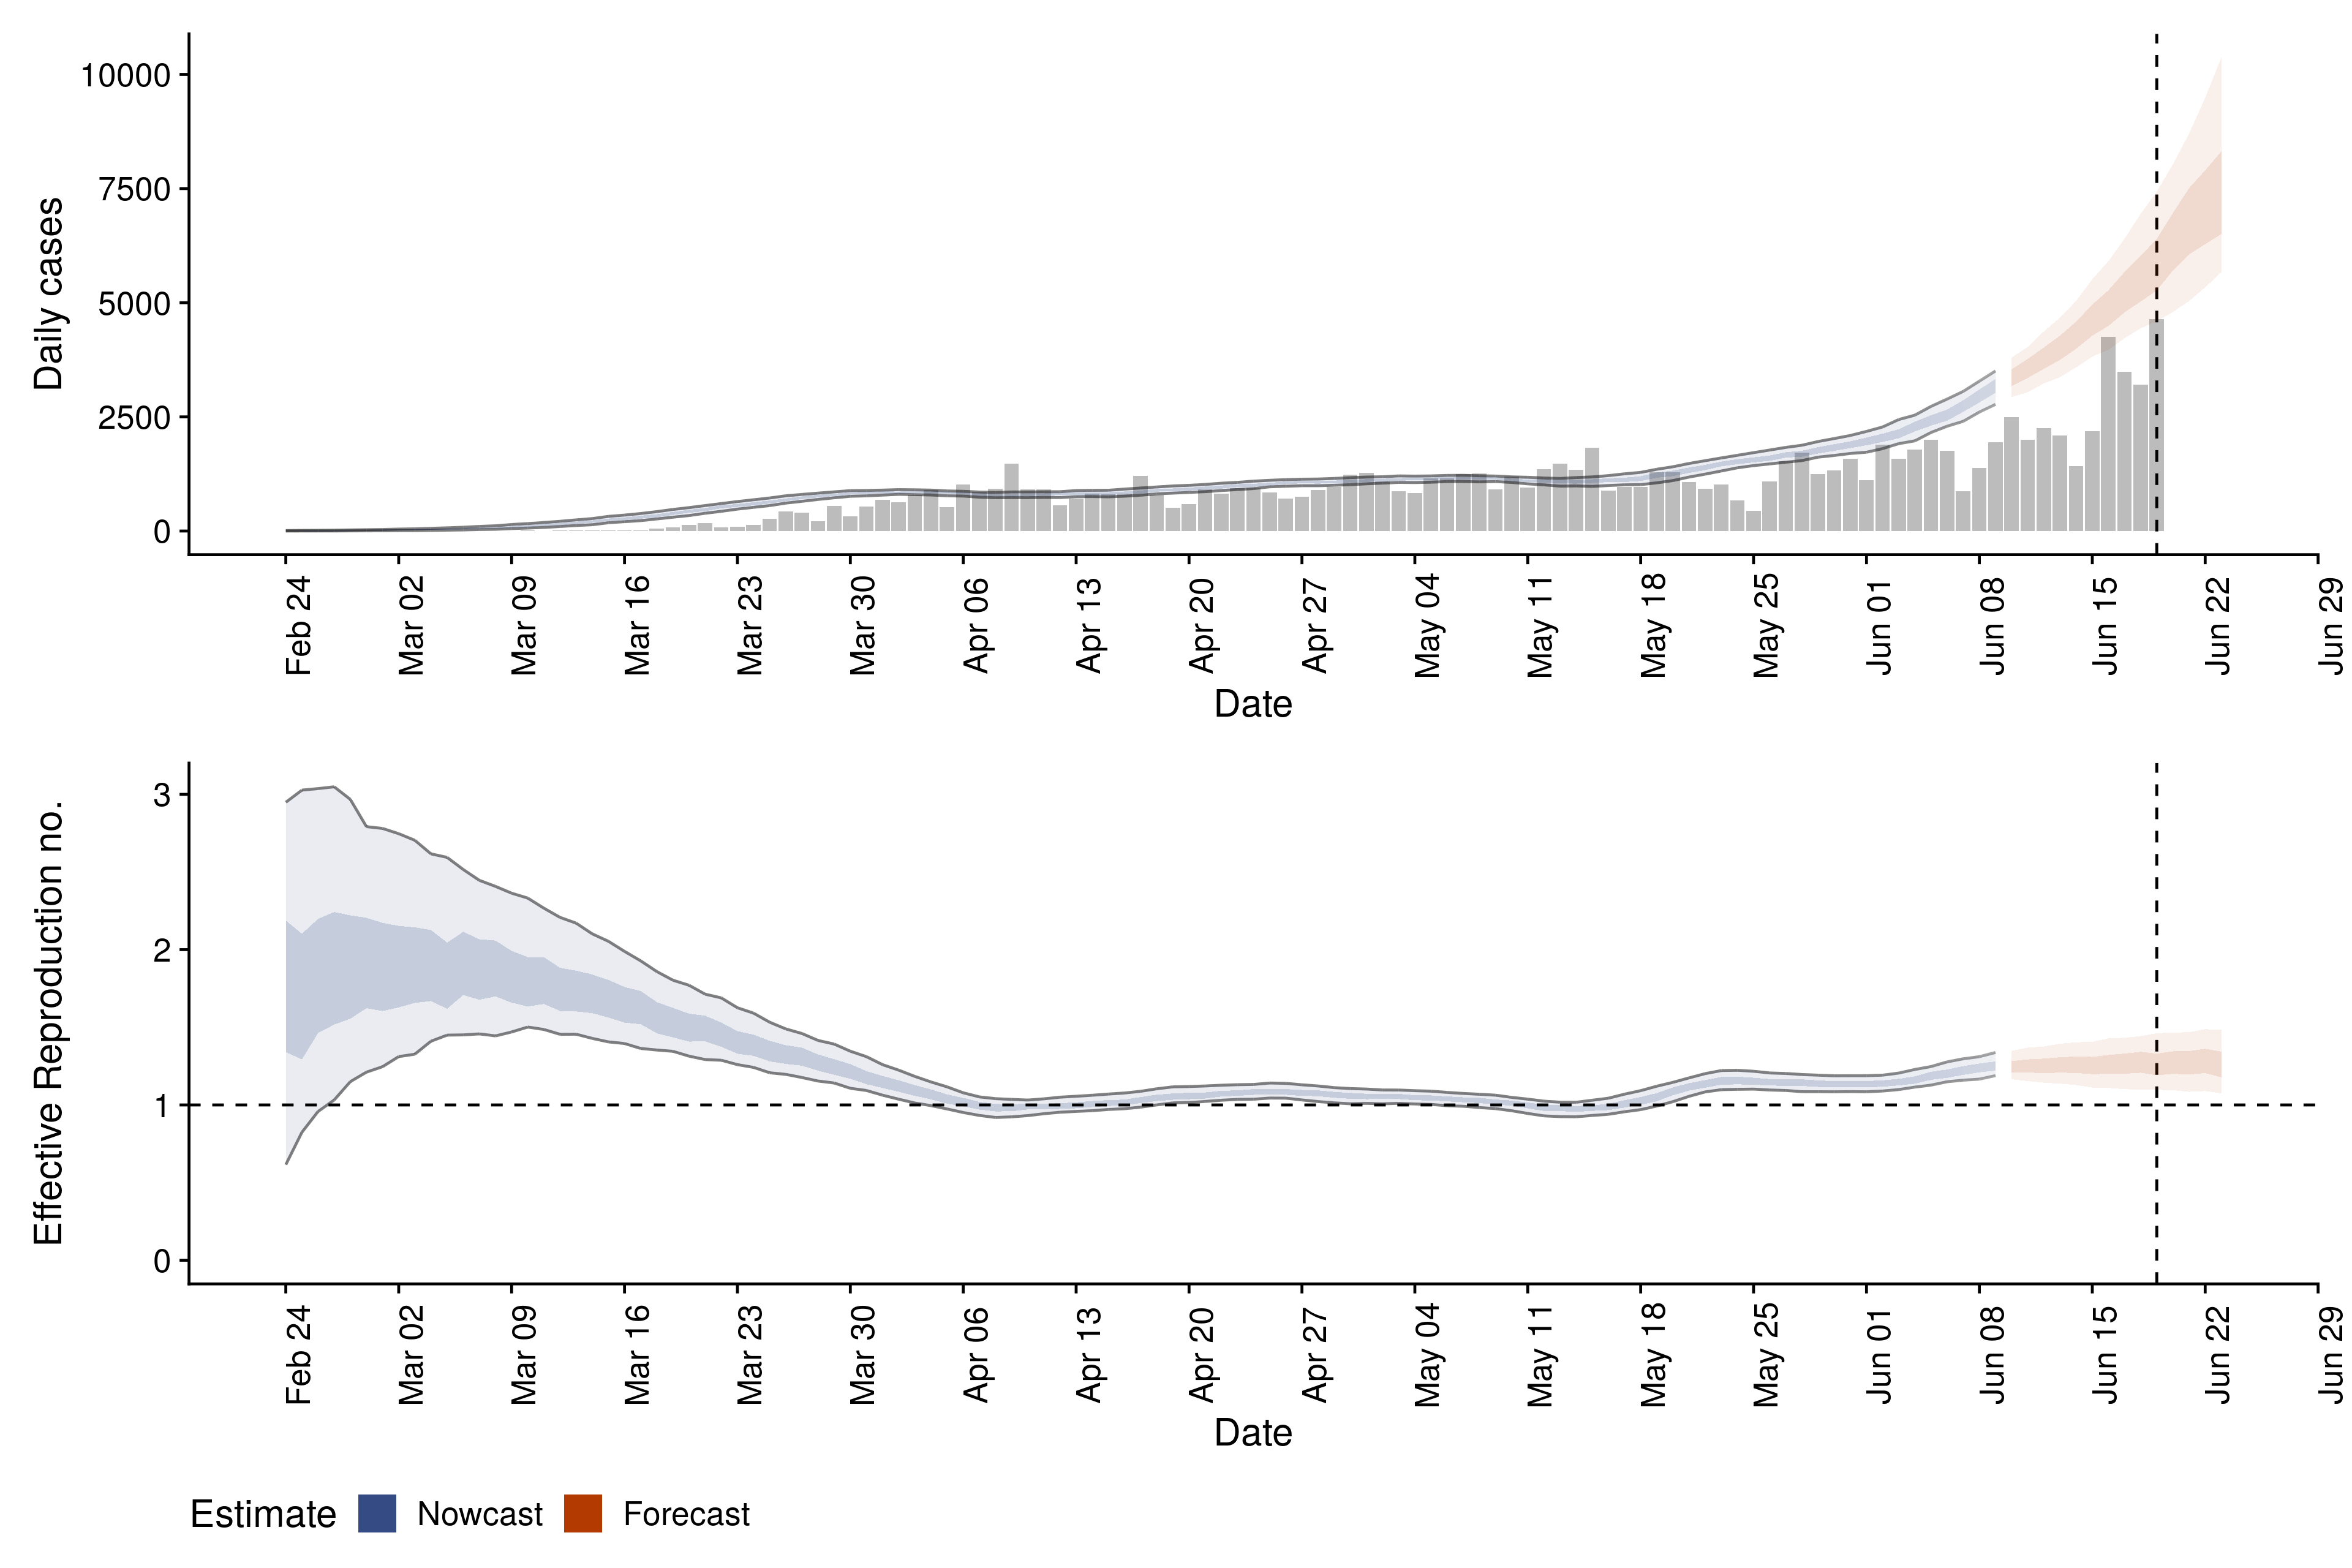 Daily cases
10000
7500
5000
2500
0
Feb 24
Mar 02
Mar 09
Mar 16
Mar 23
Mar 30
Apr 06
Apr 13
Apr 20
Apr 27
May 04
May 11
May 18
May 25
Jun 01
Jun 08
Jun 15
Jun 22
Jun 29
Date
Effective Reproduction no.
3
2
1
0
Feb 24
Mar 02
Mar 09
Mar 16
Mar 23
Mar 30
Apr 06
Apr 13
Apr 20
Apr 27
May 04
May 11
May 18
May 25
Jun 01
Jun 08
Jun 15
Jun 22
Jun 29
Date
Estimate Nowcast Forecast